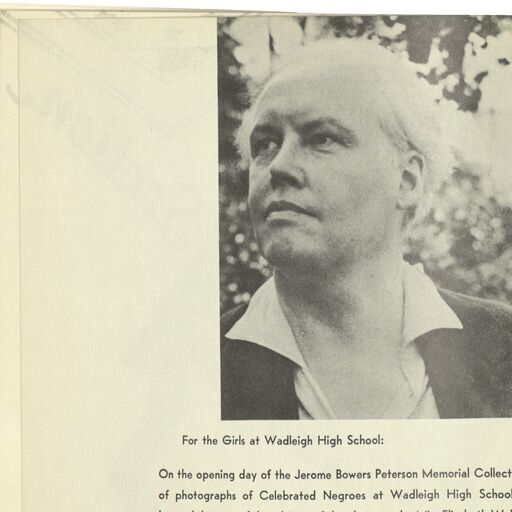 For the Girls at Wadleigh High School:
On the opening day of the Jerome Bowers Peterson Memorial Collect
of photographs of Celebrated Negroes at Wadleigh High School